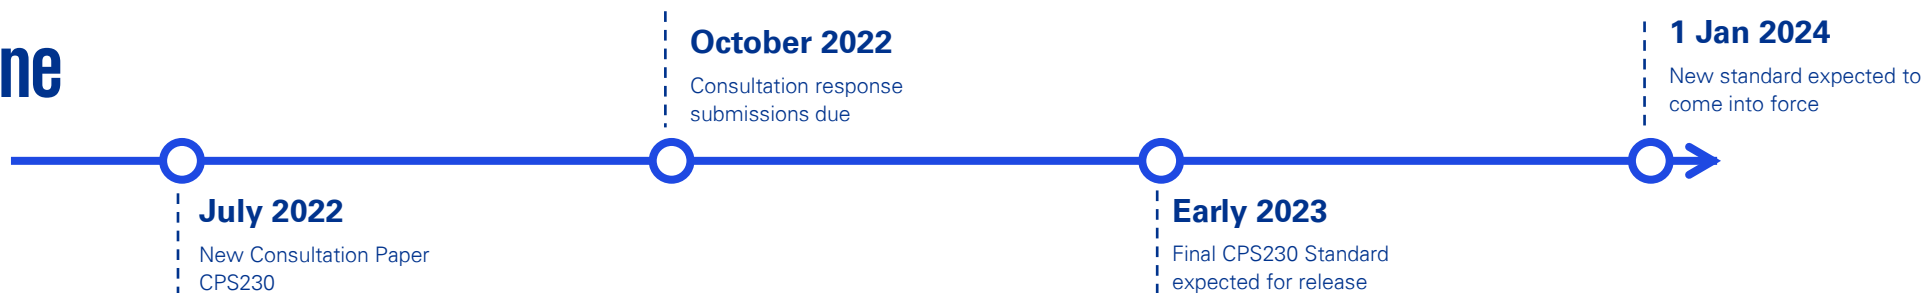 ne
October 2022
Consultation response
submissions due
1 Jan 2024
New standard expected to
come into force
July 2022
New Consultation Paper
CPS230
Early 2023
Final CPS230 Standard
expected for release